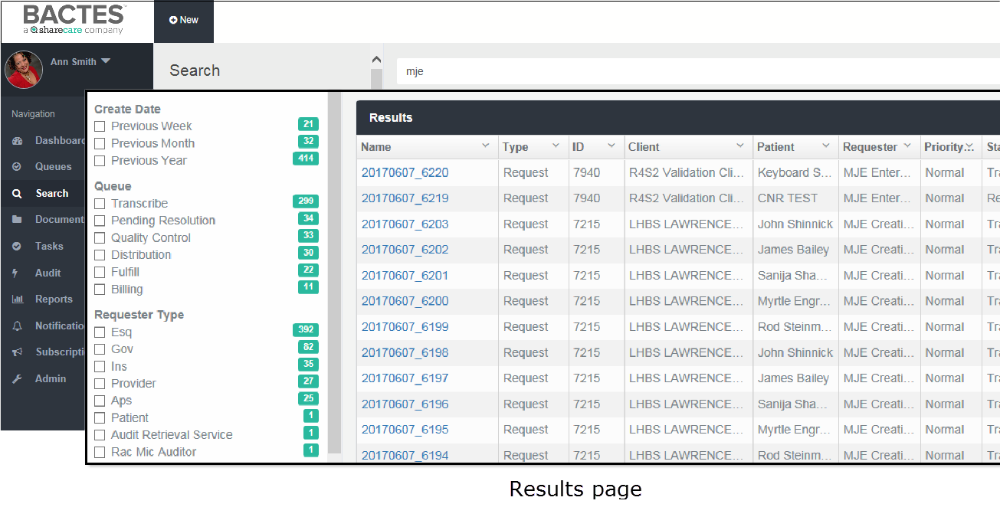 BACTES
a sharecare company
New
Ann Smith
Search
mje
Navigation
Dashboard
Queues
Search
Document
Tasks
Audit
Reports
Notificatio
Subscripti
Admin
Create Date
Previous Week 21
Previous Month 32
Previous Year 414
Queue
Transcribe 299
Pending Resolution 34
Quality Control 33
Distribution 30
Fulfill 22
Billing 11
Requester Type
Esq 392
Gov 82
Ins 35
Provider 27
Aps 25
Patient 1
Audit Retrieval Service 1
Rac Mic Auditor 1
Results
Name Type ID Client Patient Requester Priority... Sta
20170607_6220 Request 7940 R4S2 Validation Cli... Keyboard S... MJE Enter... Normal Tra
20170607_6219 Request 7940 R4S2 Validation Cli... CNR TEST MJE Enter... Normal Re
20170607_6203 Request 7215 LHBS LAWRENCE... John Shinnick MJE Creati... Normal Tra
20170607_6202 Request 7215 LHBS LAWRENCE... James Bailey MJE Creati... Normal Tra
20170607_6201 Request 7215 LHBS LAWRENCE... Sanija Sha... MJE Creati... Normal Tra
20170607_6200 Request 7215 LHBS LAWRENCE... Myrtle Engr... MJE Creati... Normal Tra
20170607_6199 Request 7215 LHBS LAWRENCE... Rod Steinm... MJE Creati... Normal Tra
20170607_6198 Request 7215 LHBS LAWRENCE... John Shinnick MJE Creati... Normal Tra
20170607_6197 Request 7215 LHBS LAWRENCE... James Bailey MJE Creati... Normal Tra
20170607_6196 Request 7215 LHBS LAWRENCE... Sanija Sha... MJE Creati... Normal Tra
20170607_6195 Request 7215 LHBS LAWRENCE... Myrtle Engr... MJE Creati... Normal Tra
20170607_6194 Request 7215 LHBS LAWRENCE... Rod Steinm... MJE Creati... Normal Tra
Results page